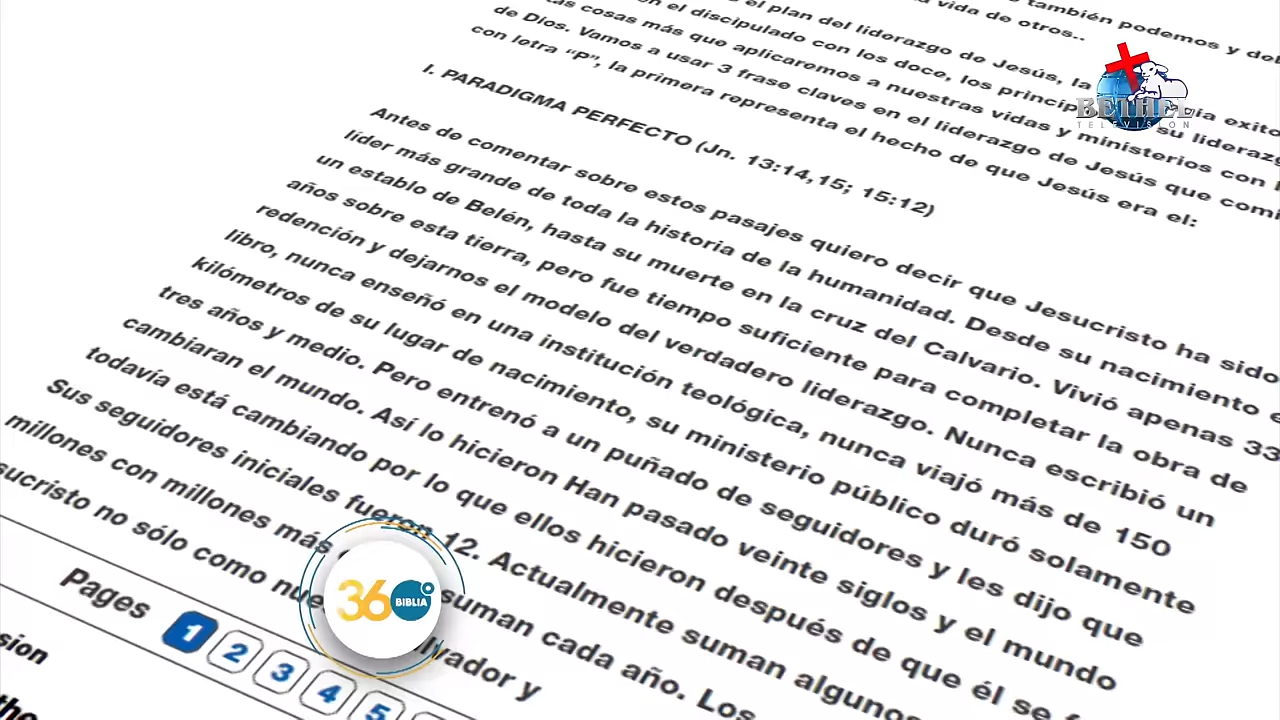 también podemos y
vida de otros..
el plan del liderazgo de Jesús, la
el discipulado con los doce, los su liderazgo
cosas más que aplicaremos a nuestras vidas y ministerios con
de Dios. Vamos a usar 3 frase claves en el liderazgo de Jesús que
con letra “P”, la primera representa el hecho de que Jesús era el:
I. PARADIGMA PERFECTO (Jn. 13:14,15; 15:12)
Antes de comentar sobre estos pasajes quiero decir que Jesucristo ha sido
líder más grande de toda la historia de la humanidad. Desde su nacimiento
un establo de Belén, hasta su muerte en la cruz del Calvario. Vivió apenas 33
años sobre esta tierra, pero fue tiempo suficiente para completar la obra de
redención y dejarnos el modelo del verdadero liderazgo. Nunca escribió un
libro, nunca enseñó en una institución teológica, nunca viajó más de 150
kilómetros de su lugar de nacimiento, su ministerio público duró solamente
tres años y medio. Pero entrenó a un puñado de seguidores y les dijo que
cambiaran el mundo. Así lo hicieron Han pasado veinte siglos y el mundo
todavía está cambiando por lo que ellos hicieron después de que él se
Sus seguidores iniciales fueron 12. Actualmente suman algunos
millones con millones más suman cada año. Los
sucristo no sólo como lvador y
Pages 1 2 3 4 5
sion
the
BETHEL
TELEVISION
360°
BIBLIA